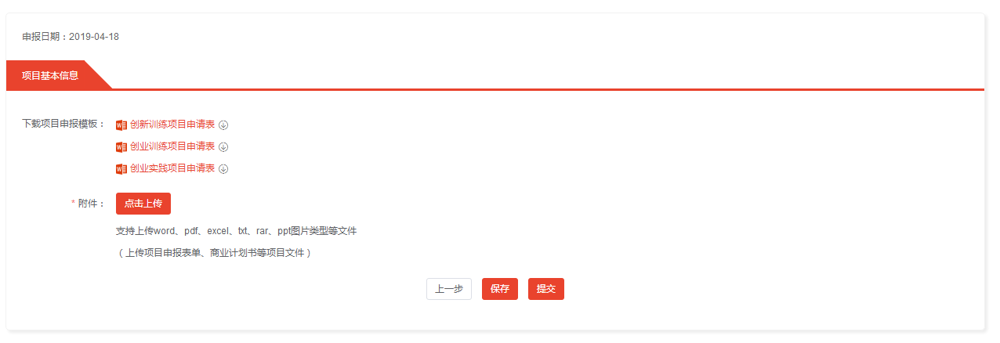 申报日期：2019-04-18
项目基本信息
下载项目申报模板： 创新训练项目申请表
创业训练项目申请表
创业实践项目申请表
* 附件： 点击上传
支持上传word、pdf、excel、txt、rar、ppt图片类型等文件
（上传项目申报表单、商业计划书等项目文件）
上一步 保存 提交